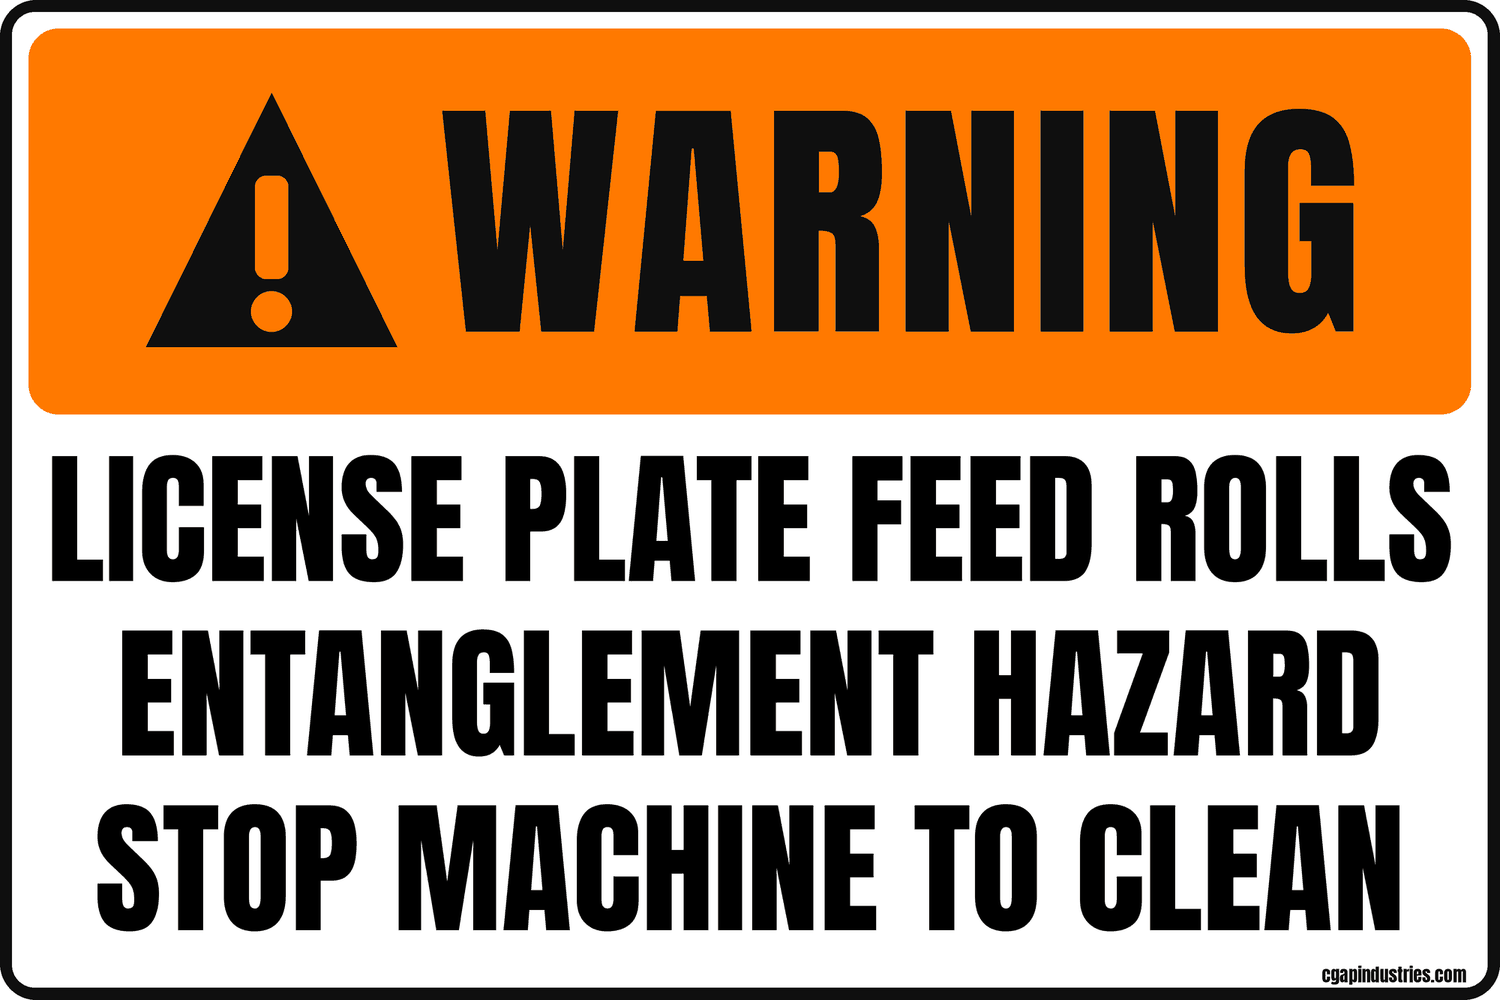 WARNING
LICENSE PLATE FEED ROLLS
ENTANGLEMENT HAZARD
STOP MACHINE TO CLEAN
cgapindustries.com